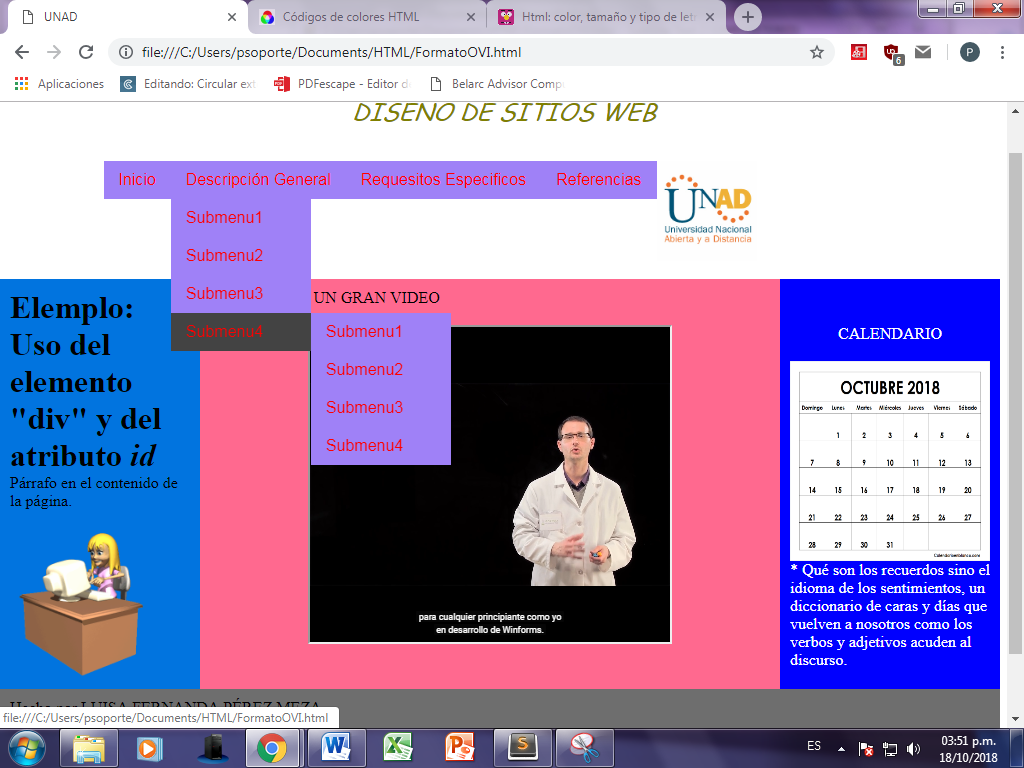 UNAD
Códigos de colores HTML
Html: color, tamaño y tipo de letr
file:///C:/Users/psoporte/Documents/HTML/FormatoOVI.html
6
P
Aplicaciones
Editando: Circular ext
PDFescape - Editor d
Belarc Advisor Compu
DISEÑO DE SITIOS WEB
Inicio
Descripción General
Requesitos Especificos
Referencias
UNAD
Universidad Nacional
Abierta y a Distancia
Submenu1
Submenu2
Submenu3
Submenu4
Submenu1
Submenu2
Submenu3
Submenu4
Elemplo:
Uso del
elemento
"div" y del
atributo id
Párrafo en el contenido de
la página.
UN GRAN VIDEO
para cualquier principiante como yo
en desarrollo de Winforms.
CALENDARIO
OCTUBRE 2018
Domingo Lunes Martes Miércoles Jueves Viernes Sábado
1 2 3 4 5 6
7 8 9 10 11 12 13
14 15 16 17 18 19 20
21 22 23 24 25 26 27
28 29 30 31
* Qué son los recuerdos sino el
idioma de los sentimientos, un
diccionario de caras y días que
vuelven a nosotros como los
verbos y adjetivos acuden al
discurso.
Hecho por LUISA FERNANDA PÉREZ MEZA
file:///C:/Users/psoporte/Documents/HTML/FormatoOVI.html
ES
03:51 p.m.
18/10/2018